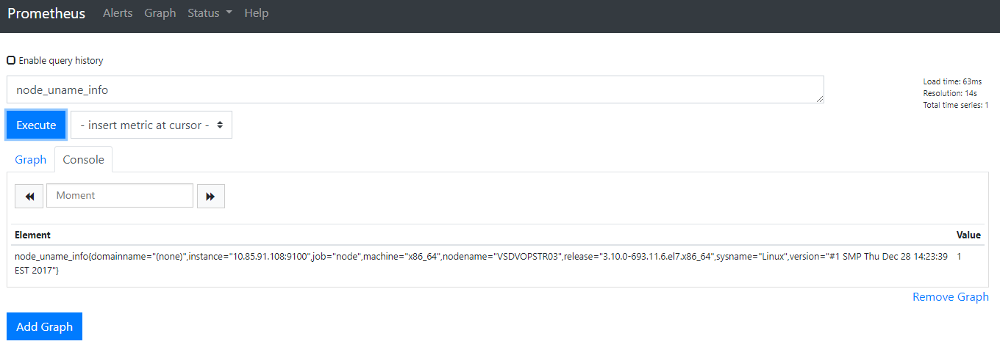 Prometheus Alerts Graph Status Help
Enable query history
node_uname_info
Load time: 63ms
Resolution: 14s
Total time series: 1
Execute - insert metric at cursor -
Graph Console
Moment
Element Value
node_uname_info{domainname="(none)",instance="10.85.91.108:9100",job="node",machine="x86_64",nodename="VSDVOPSTR03",release="3.10.0-693.11.6.el7.x86_64",sysname="Linux",version="#1 SMP Thu Dec 28 14:23:39 1
EST 2017"}
Remove Graph
Add Graph